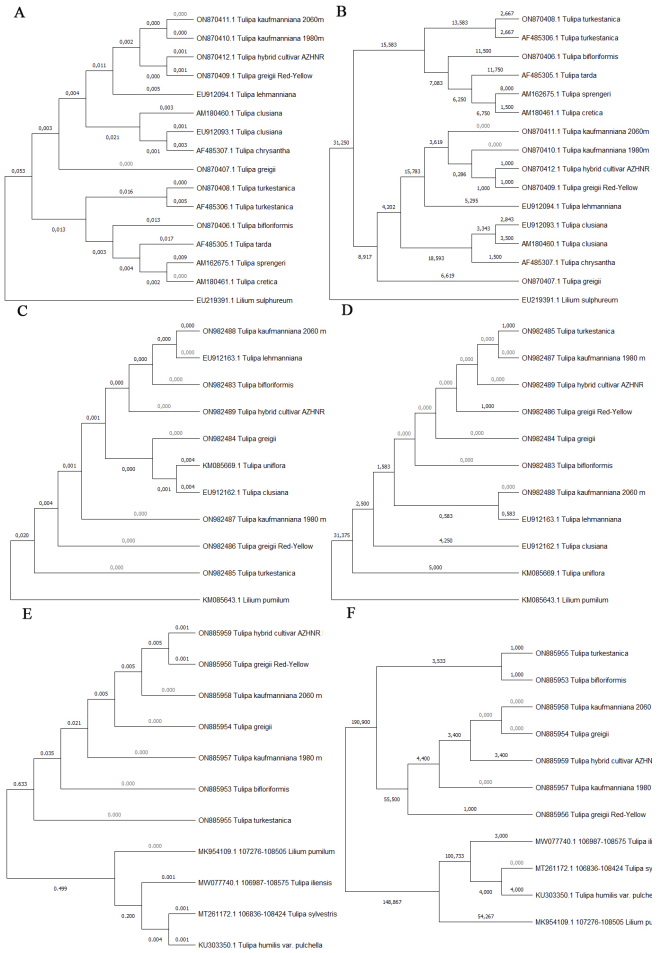 A
ON870411.1 Tulipa kaufmanniana 2060m
ON870410.1 Tulipa kaufmanniana 1980m
ON870412.1 Tulipa hybrid cultivar AZHNR
ON870409.1 Tulipa greigii Red-Yellow
EU912094.1 Tulipa lehmanniana
AM180460.1 Tulipa clusiana
EU912093.1 Tulipa clusiana
AF485307.1 Tulipa chrysantha
ON870407.1 Tulipa greigii
ON870408.1 Tulipa turkestanica
AF485306.1 Tulipa turkestanica
ON870406.1 Tulipa bifloriformis
AF485305.1 Tulipa tarda
AM162675.1 Tulipa sprengeri
AM180461.1 Tulipa cretica
EU219391.1 Lilium sulphureum
0,000
0,000
0,000
0,002
0,001
0,000
0,001
0,011
0,005
0,004
0,003
0,021
0,001
0,001
0,003
0,003
0,000
0,053
0,016
0,000
0,005
0,013
0,013
0,003
0,017
0,004
0,009
0,002
0,000
B
ON870408.1 Tulipa turkestanica
AF485306.1 Tulipa turkestanica
ON870406.1 Tulipa bifloriformis
AF485305.1 Tulipa tarda
AM162675.1 Tulipa sprengeri
AM180461.1 Tulipa cretica
ON870411.1 Tulipa kaufmanniana 2060m
ON870410.1 Tulipa kaufmanniana 1980m
ON870412.1 Tulipa hybrid cultivar AZHNR
ON870409.1 Tulipa greigii Red-Yellow
EU912094.1 Tulipa lehmanniana
EU912093.1 Tulipa clusiana
AM180460.1 Tulipa clusiana
AF485307.1 Tulipa chrysantha
ON870407.1 Tulipa greigii
EU219391.1 Lilium sulphureum
2,667
13,583
2,667
15,583
11,500
7,083
11,750
6,250
8,000
6,750
1,500
0,000
3,619
0,000
31,250
0,286
1,000
1,000
15,783
5,295
4,202
3,343
2,843
3,500
18,593
1,500
8,917
6,619
C
ON982488 Tulipa kaufmanniana 2060 m
EU912163.1 Tulipa lehmanniana
ON982483 Tulipa bifloriformis
ON982489 Tulipa hybrid cultivar AZHNR
ON982484 Tulipa greigii
KM085669.1 Tulipa uniflora
EU912162.1 Tulipa clusiana
ON982487 Tulipa kaufmanniana 1980 m
ON982486 Tulipa greigii Red-Yellow
ON982485 Tulipa turkestanica
KM085643.1 Lilium pumilum
0,000
0,000
0,000
0,000
0,000
0,000
0,000
0,001
0,000
0,000
0,004
0,001
0,004
0,001
0,000
0,004
0,000
0,020
0,000
D
ON982485 Tulipa turkestanica
ON982487 Tulipa kaufmanniana 1980 m
ON982489 Tulipa hybrid cultivar AZHNR
ON982486 Tulipa greigii Red-Yellow
ON982484 Tulipa greigii
ON982483 Tulipa bifloriformis
ON982488 Tulipa kaufmanniana 2060 m
EU912163.1 Tulipa lehmanniana
EU912162.1 Tulipa clusiana
KM085669.1 Tulipa uniflora
KM085643.1 Lilium pumilum
1,000
0,000
0,000
0,000
0,000
0,000
1,000
0,000
0,000
0,000
0,000
1,583
0,000
0,583
0,583
2,500
4,250
31,375
5,000
E
ON885959 Tulipa hybrid cultivar AZHNR
ON885956 Tulipa greigii Red-Yellow
ON885958 Tulipa kaufmanniana 2060 m
ON885954 Tulipa greigii
ON885957 Tulipa kaufmanniana 1980 m
ON885953 Tulipa bifloriformis
ON885955 Tulipa turkestanica
MK954109.1 107276-108505 Lilium pumilum
MW077740.1 106987-108575 Tulipa iliensis
MT261172.1 106836-108424 Tulipa sylvestris
KU303350.1 Tulipa humilis var. pulchella
0.001
0.005
0.001
0.005
0.000
0.005
0.000
0.021
0.000
0.035
0.000
0.633
0.000
0.000
0.499
0.001
0.200
0.001
0.004
0.001
F
ON885955 Tulipa turkestanica
ON885953 Tulipa bifloriformis
ON885958 Tulipa kaufmanniana 2060
ON885954 Tulipa greigii
ON885959 Tulipa hybrid cultivar AZHN
ON885957 Tulipa kaufmanniana 1980
ON885956 Tulipa greigii Red-Yellow
MW077740.1 106987-108575 Tulipa ili
MT261172.1 106836-108424 Tulipa sy
KU303350.1 Tulipa humilis var. pulche
MK954109.1 107276-108505 Lilium pu
1,000
3,533
1,000
190,900
0,000
0,000
0,000
3,400
3,400
4,400
0,000
55,500
1,000
3,000
100,733
0,000
4,000
4,000
148,867
54,267